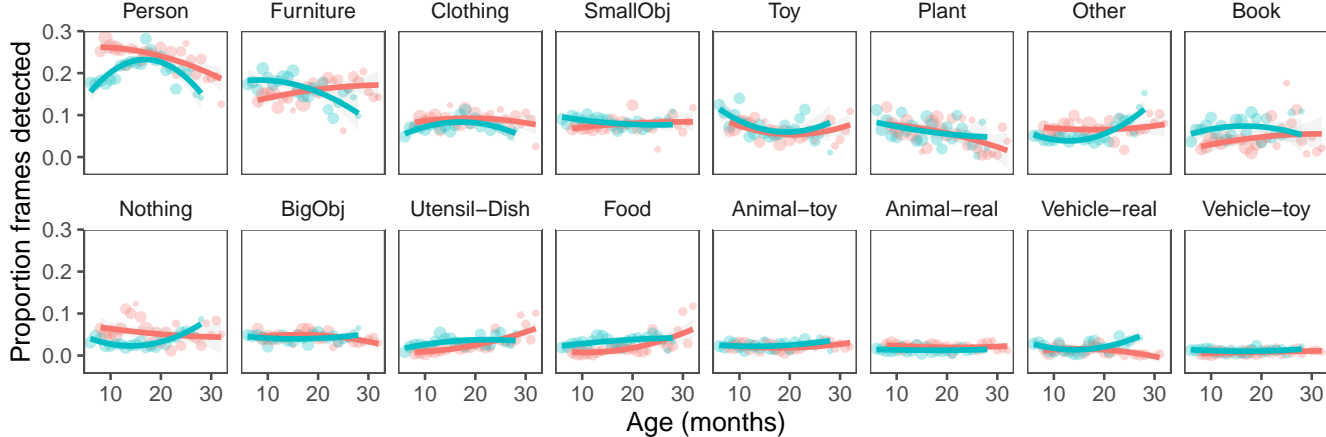 Person Furniture Clothing SmallObj Toy Plant Other Book
0.3
0.2
0.1
0.0
Nothing BigObj Utensil−Dish Food Animal−toy Animal−real Vehicle−real Vehicle−toy
0.3
0.2
0.1
0.0
10 20 30 10 20 30 10 20 30 10 20 30 10 20 30 10 20 30 10 20 30 10 20 30
Age (months)
Proportion frames detected